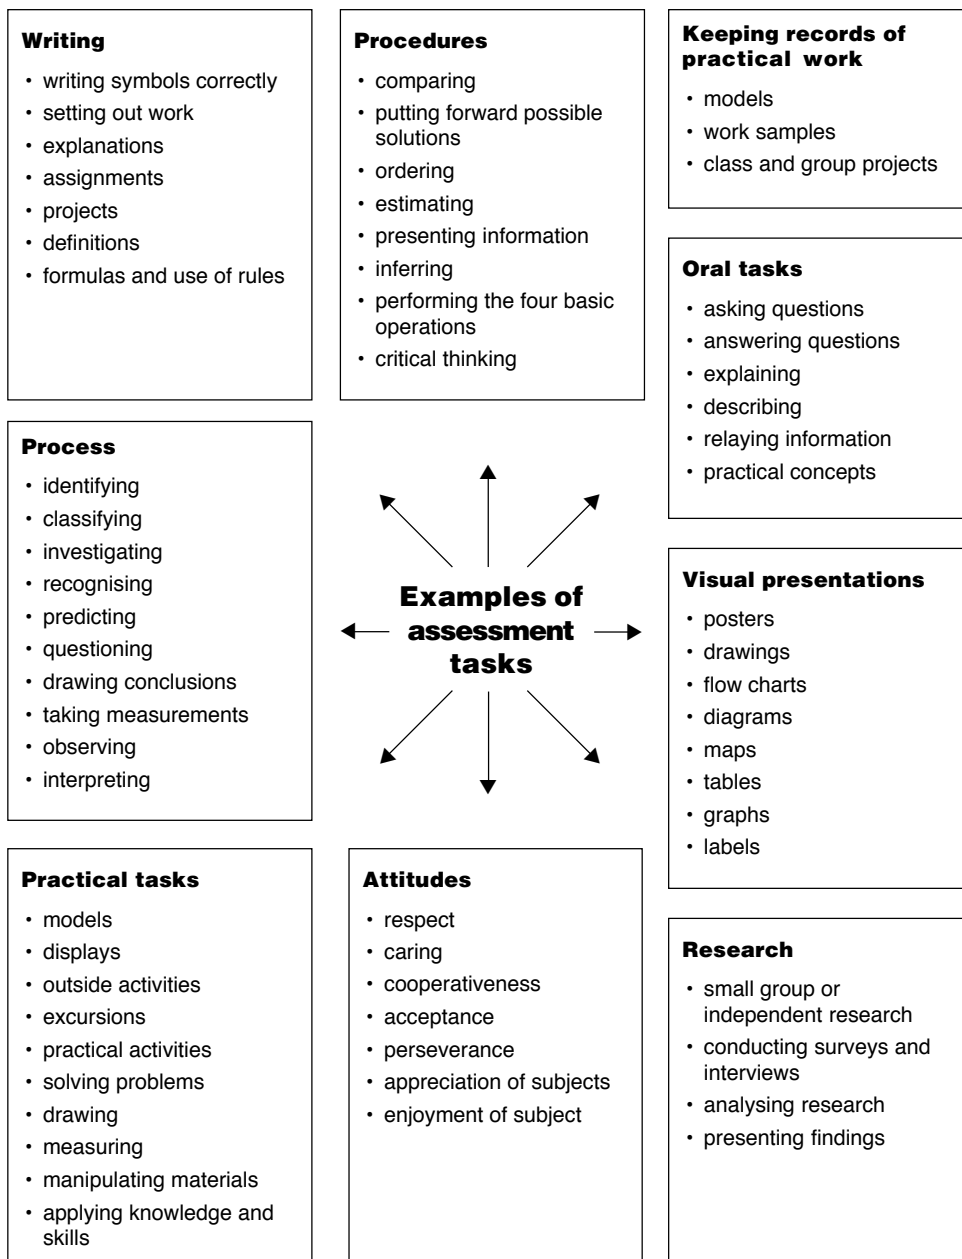 Writing
• writing symbols correctly
• setting out work
• explanations
• assignments
• projects
• definitions
• formulas and use of rules
Procedures
• comparing
• putting forward possible
solutions
• ordering
• estimating
• presenting information
• inferring
• performing the four basic
operations
• critical thinking
Keeping records of
practical work
• models
• work samples
• class and group projects
Oral tasks
• asking questions
• answering questions
• explaining
• describing
• relaying information
• practical concepts
Process
• identifying
• classifying
• investigating
• recognising
• predicting
• questioning
• drawing conclusions
• taking measurements
• observing
• interpreting
Examples of
assessment
tasks
Visual presentations
• posters
• drawings
• flow charts
• diagrams
• maps
• tables
• graphs
• labels
Practical tasks
• models
• displays
• outside activities
• excursions
• practical activities
• solving problems
• drawing
• measuring
• manipulating materials
• applying knowledge and
skills
Attitudes
• respect
• caring
• cooperativeness
• acceptance
• perseverance
• appreciation of subjects
• enjoyment of subject
Research
• small group or
independent research
• conducting surveys and
interviews
• analysing research
• presenting findings